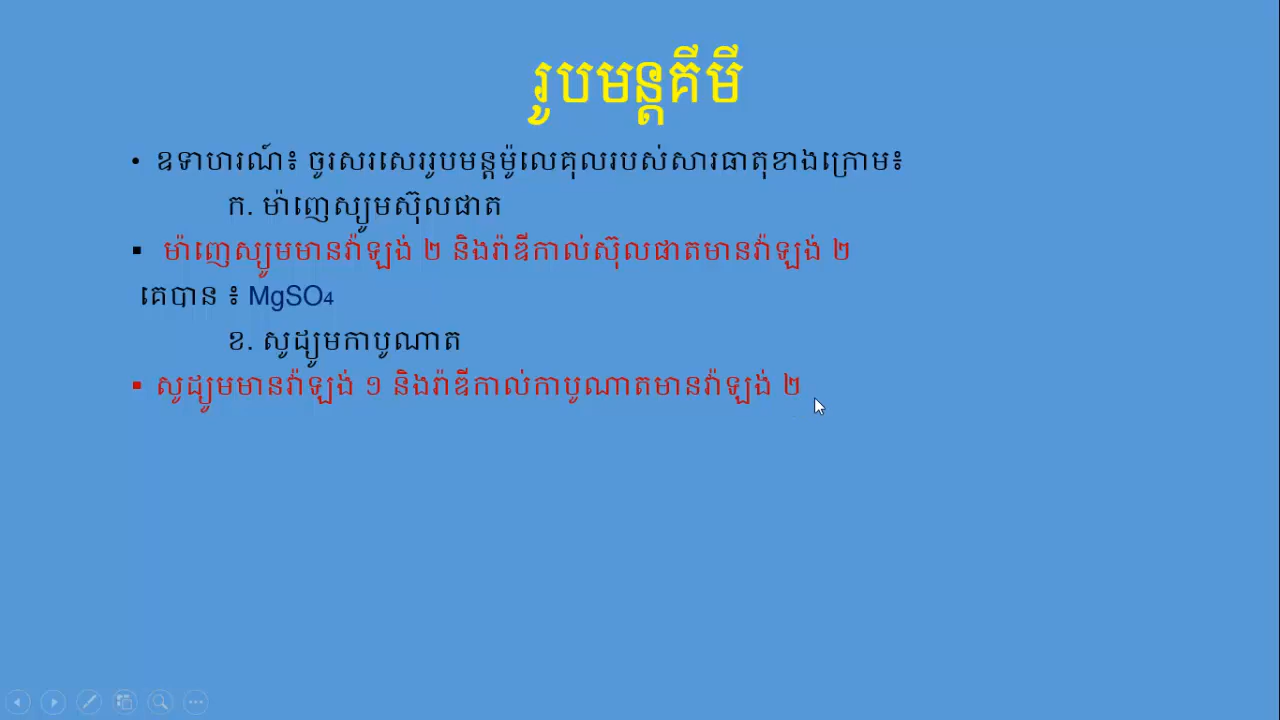 រូបមន្តគីមី
• ឧទាហរណ៍៖ ចូរសរសេររូបមន្តម៉ូលេគុលរបស់សារធាតុខាងក្រោម៖
ក. ម៉ាញេស្យូមស៊ុលផាត
▪ ម៉ាញេស្យូមមានវ៉ាឡង់ ២ និងរ៉ាឌីកាល់ស៊ុលផាតមានវ៉ាឡង់ ២
គេបាន ៖ MgSO₄
ខ. សូដ្យូមកាបូណាត
▪ សូដ្យូមមានវ៉ាឡង់ ១ និងរ៉ាឌីកាល់កាបូណាតមានវ៉ាឡង់ ២